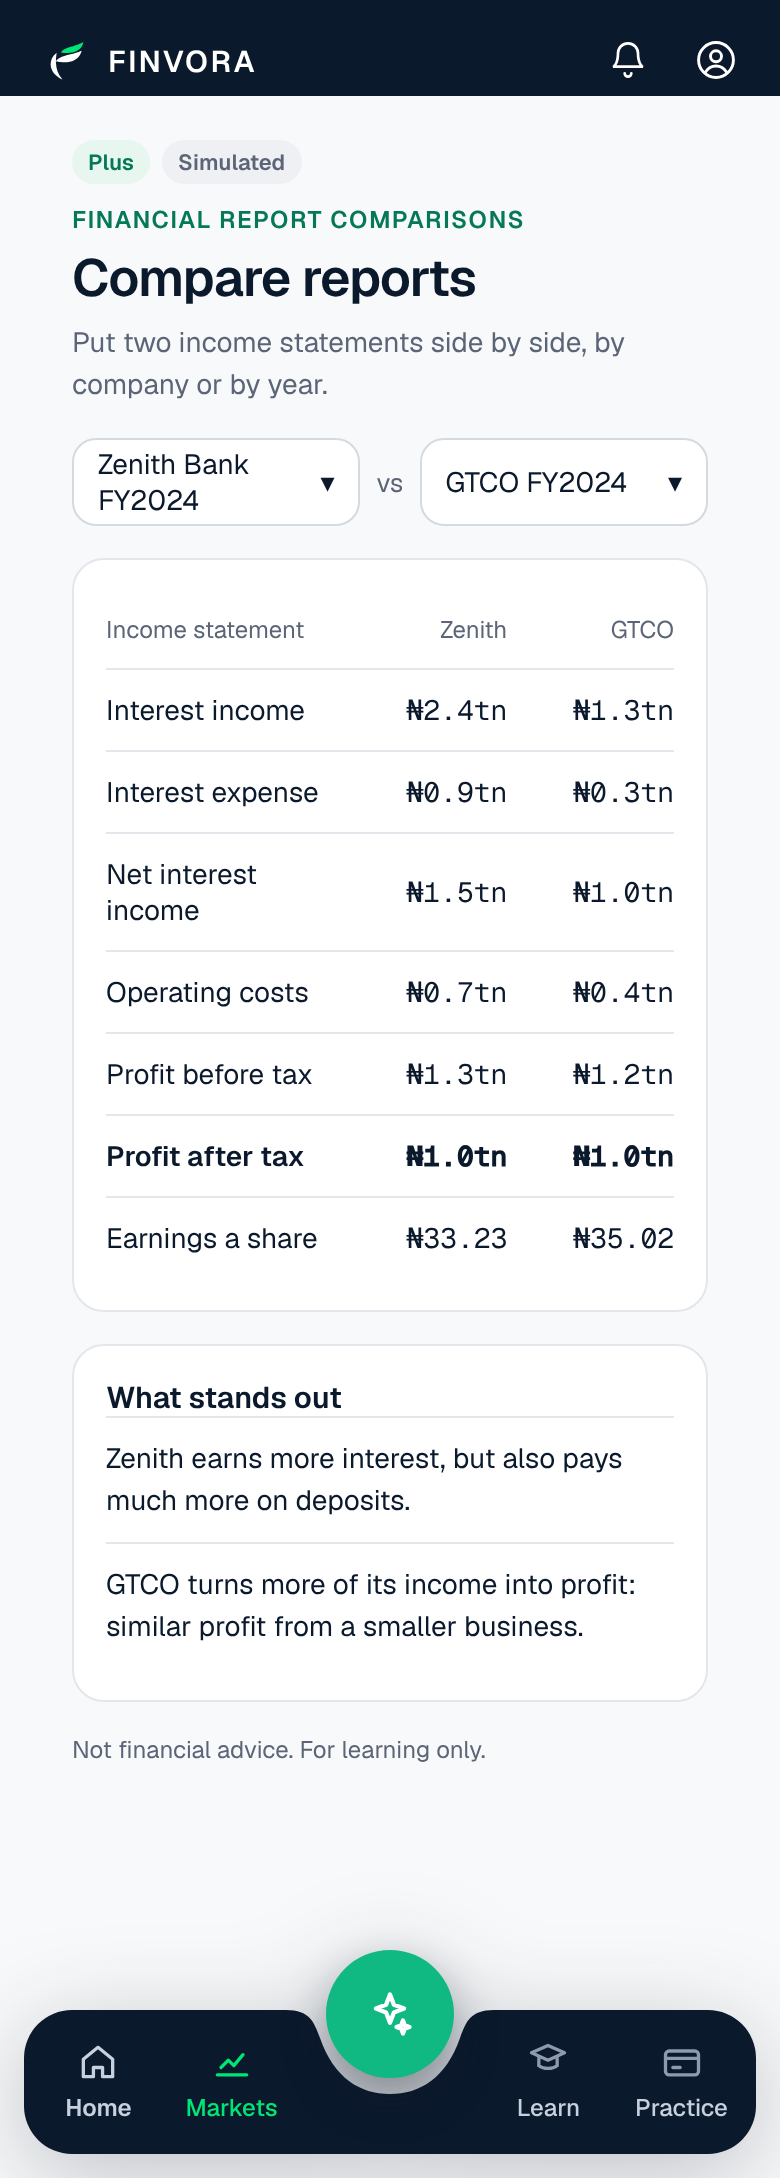 FINVORA
Plus Simulated
FINANCIAL REPORT COMPARISONS
Compare reports
Put two income statements side by side, by
company or by year.
Zenith Bank
FY2024 ▼ vs GTCO FY2024 ▼
Income statement Zenith GTCO
Interest income ₦2.4tn ₦1.3tn
Interest expense ₦0.9tn ₦0.3tn
Net interest
income ₦1.5tn ₦1.0tn
Operating costs ₦0.7tn ₦0.4tn
Profit before tax ₦1.3tn ₦1.2tn
Profit after tax ₦1.0tn ₦1.0tn
Earnings a share ₦33.23 ₦35.02
What stands out
Zenith earns more interest, but also pays
much more on deposits.
GTCO turns more of its income into profit:
similar profit from a smaller business.
Not financial advice. For learning only.
Home Markets Learn Practice